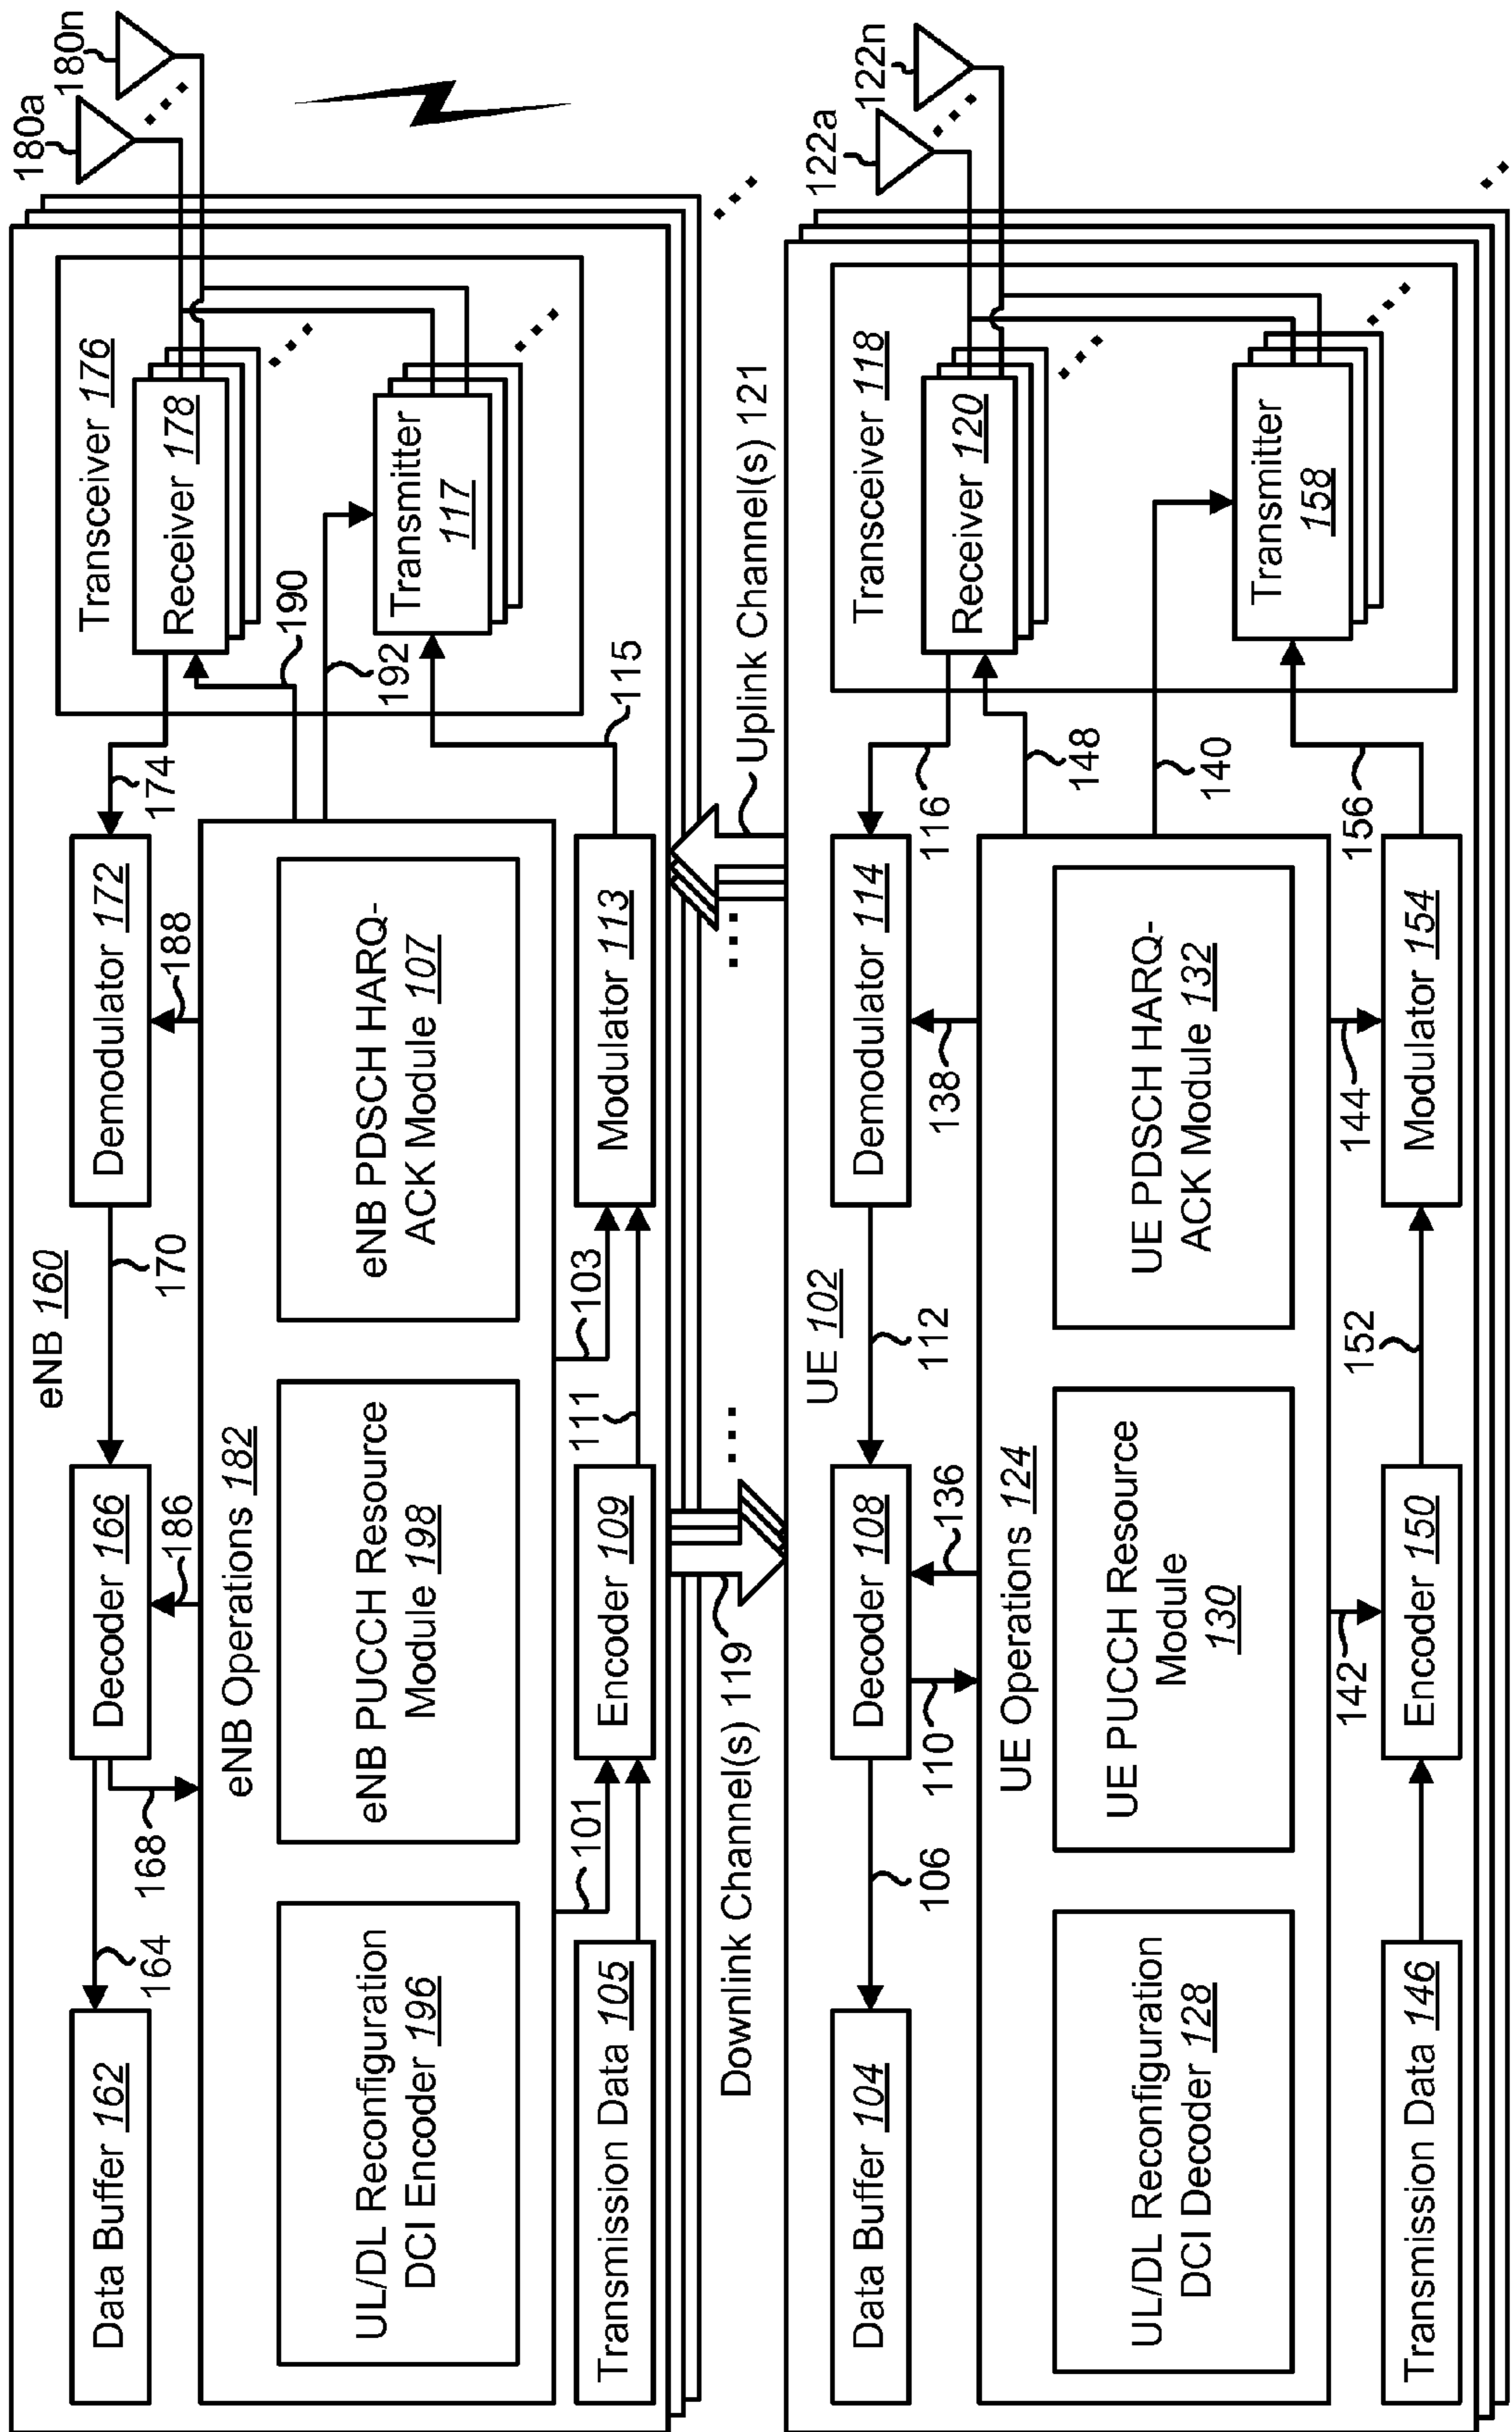 180a
180n
eNB 160
Data Buffer 162
164
Decoder 166
170
Demodulator 172
174
Transceiver 176
Receiver 178
168
186
188
190
eNB Operations 182
192
UL/DL Reconfiguration
DCI Encoder 196
eNB PUCCH Resource
Module 198
eNB PDSCH HARQ-
ACK Module 107
Transmitter
117
101
103
115
Transmission Data 105
Encoder 109
111
Modulator 113
Downlink Channel(s) 119
Uplink Channel(s) 121
122a
122n
UE 102
Data Buffer 104
106
Decoder 108
112
Demodulator 114
116
Transceiver 118
Receiver 120
110
136
138
148
UE Operations 124
140
UL/DL Reconfiguration
DCI Decoder 128
UE PUCCH Resource
Module
130
UE PDSCH HARQ-
ACK Module 132
Transmitter
158
142
144
156
Transmission Data 146
Encoder 150
152
Modulator 154